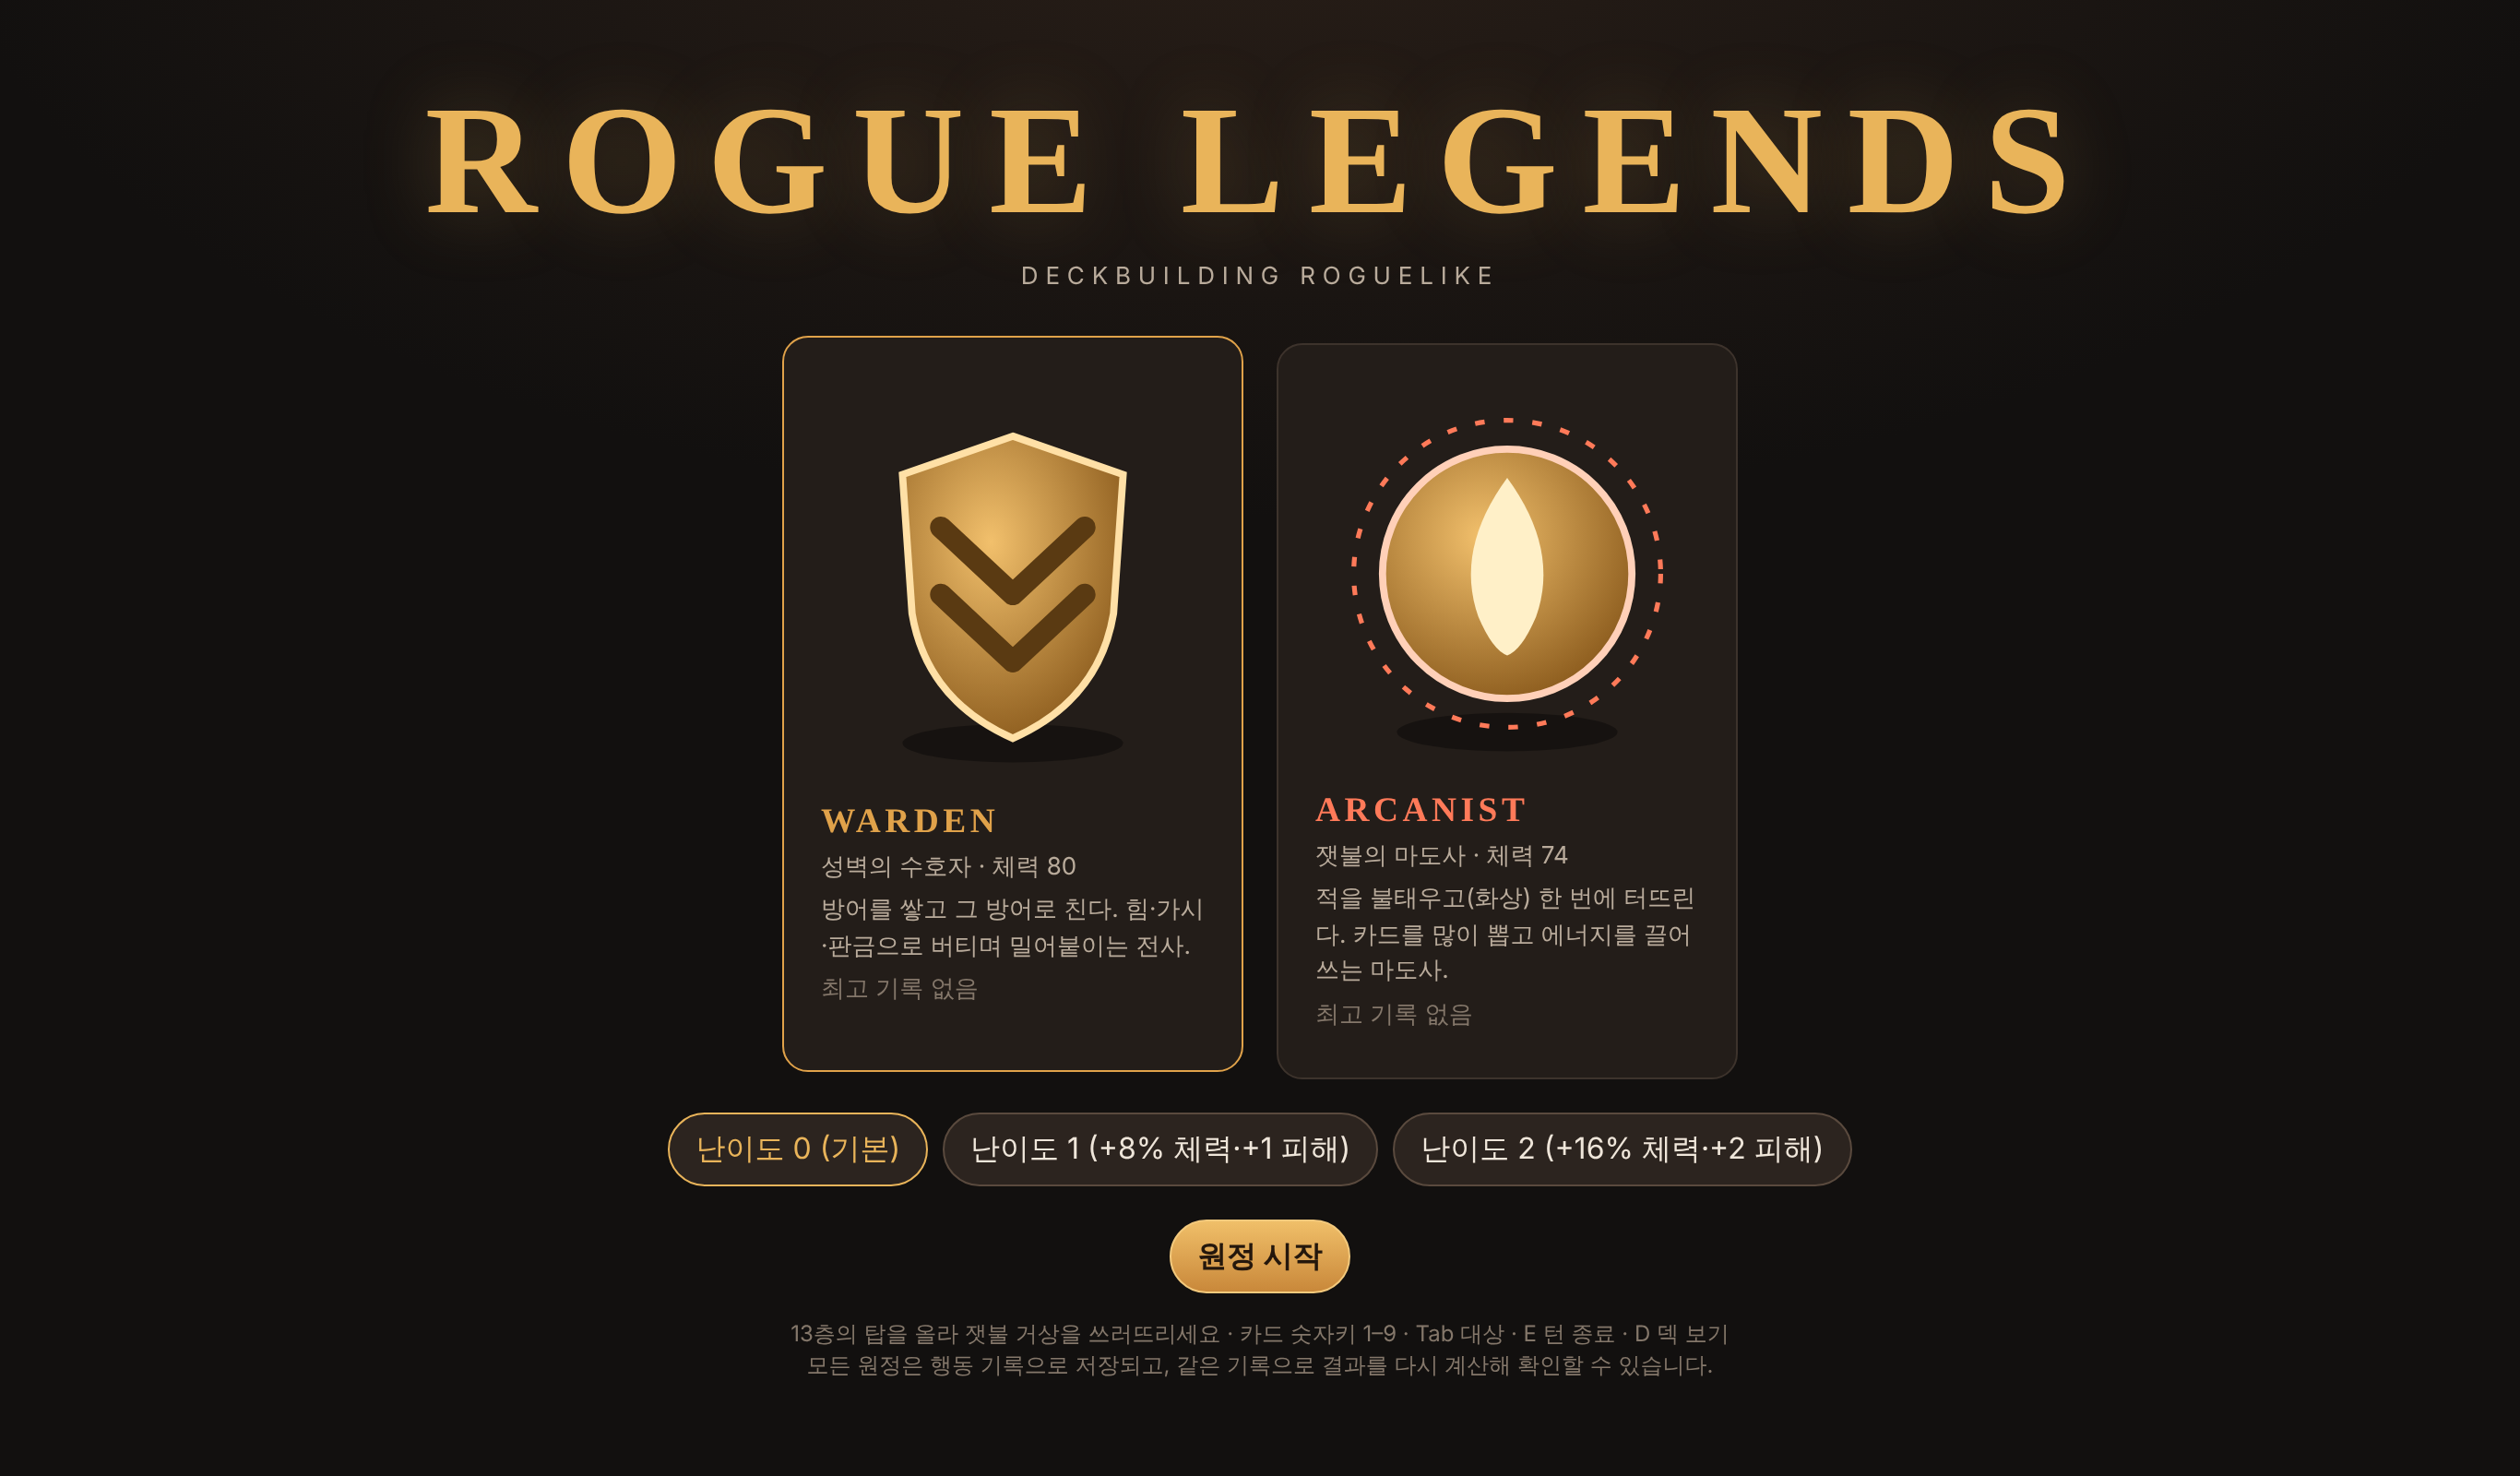 ROGUE LEGENDS
DECKBUILDING ROGUELIKE
WARDEN
성벽의 수호자 · 체력 80
방어를 쌓고 그 방어로 친다. 힘·가시
·판금으로 버티며 밀어붙이는 전사.
최고 기록 없음
ARCANIST
잿불의 마도사 · 체력 74
적을 불태우고(화상) 한 번에 터뜨린
다. 카드를 많이 뽑고 에너지를 끌어
쓰는 마도사.
최고 기록 없음
난이도 0 (기본)
난이도 1 (+8% 체력·+1 피해)
난이도 2 (+16% 체력·+2 피해)
원정 시작
13층의 탑을 올라 잿불 거상을 쓰러뜨리세요 · 카드 숫자키 1–9 · Tab 대상 · E 턴 종료 · D 덱 보기
모든 원정은 행동 기록으로 저장되고, 같은 기록으로 결과를 다시 계산해 확인할 수 있습니다.